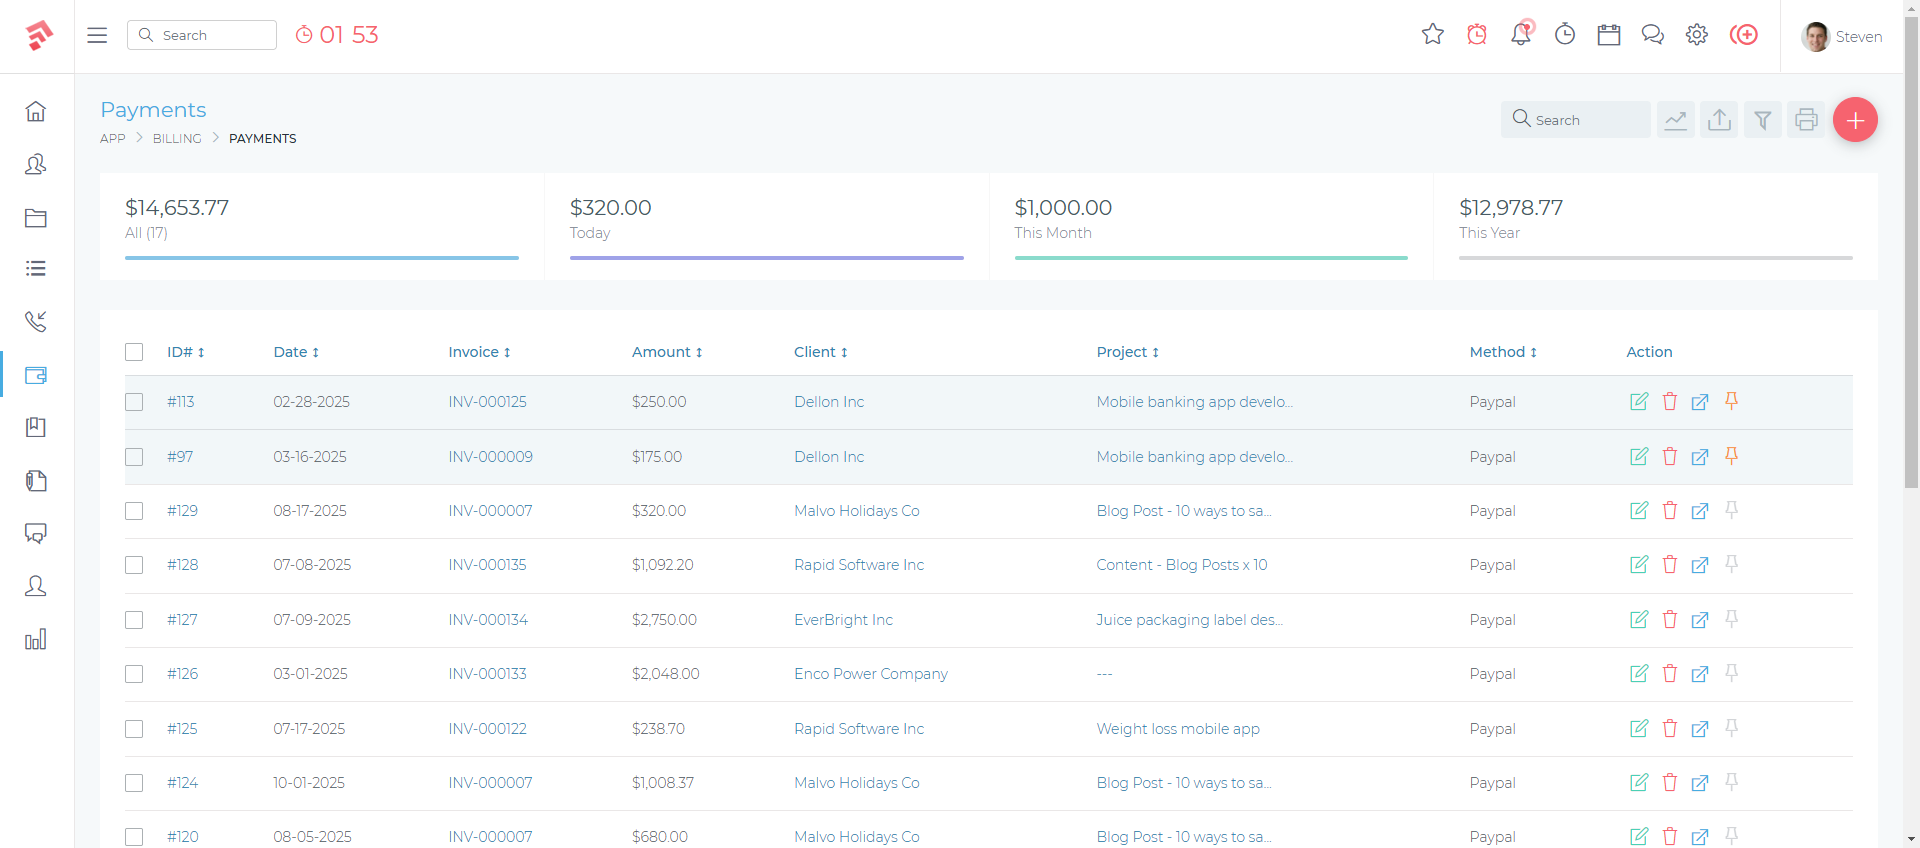 Search
01 53
Steven
Payments
APP BILLING PAYMENTS
Search
$14,653.77
All (17)
$320.00
Today
$1,000.00
This Month
$12,978.77
This Year
ID# Date Invoice Amount Client Project Method Action
#113 02-28-2025 INV-000125 $250.00 Dellon Inc Mobile banking app develo... Paypal
#97 03-16-2025 INV-000009 $175.00 Dellon Inc Mobile banking app develo... Paypal
#129 08-17-2025 INV-000007 $320.00 Malvo Holidays Co Blog Post - 10 ways to sa... Paypal
#128 07-08-2025 INV-000135 $1,092.20 Rapid Software Inc Content - Blog Posts x 10 Paypal
#127 07-09-2025 INV-000134 $2,750.00 EverBright Inc Juice packaging label des... Paypal
#126 03-01-2025 INV-000133 $2,048.00 Enco Power Company --- Paypal
#125 07-17-2025 INV-000122 $238.70 Rapid Software Inc Weight loss mobile app Paypal
#124 10-01-2025 INV-000007 $1,008.37 Malvo Holidays Co Blog Post - 10 ways to sa... Paypal
#120 08-05-2025 INV-000007 $680.00 Malvo Holidays Co Blog Post - 10 ways to sa... Paypal